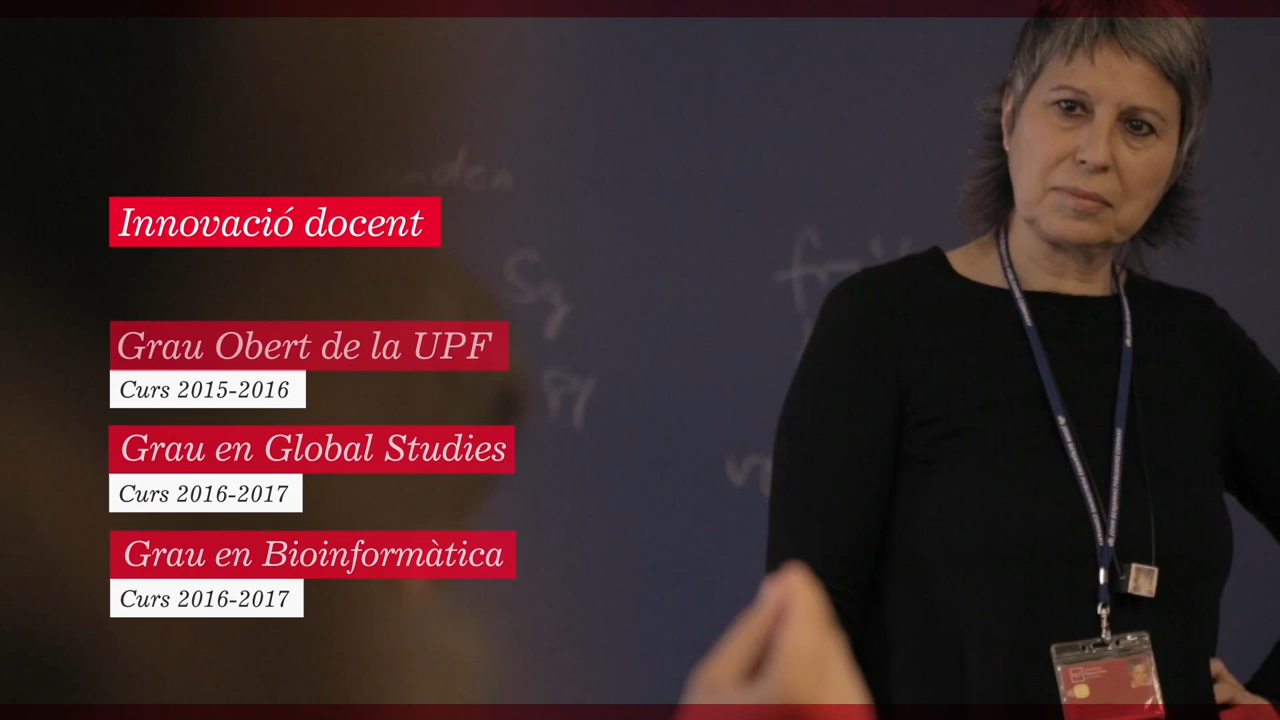 Innovació docent
Grau Obert de la UPF
Curs 2015-2016
Grau en Global Studies
Curs 2016-2017
Grau en Bioinformàtica
Curs 2016-2017